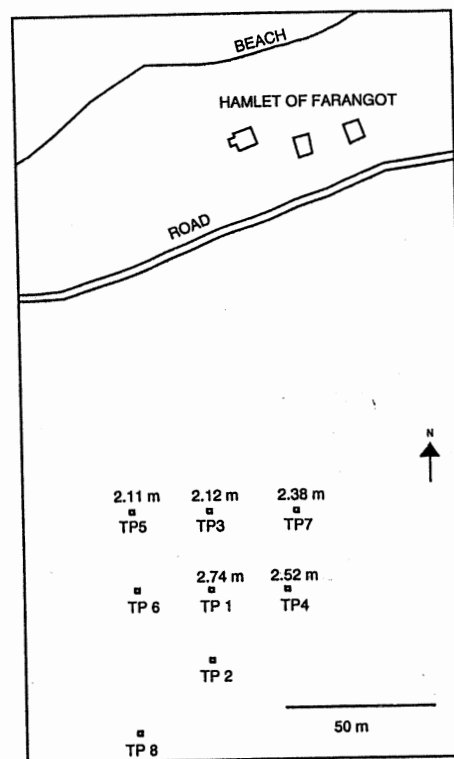 BEACH
HAMLET OF FARANGOT
ROAD
N
2.11 m 2.12 m 2.38 m
TP5 TP3 TP7
2.74 m 2.52 m
TP 6 TP 1 TP4
TP 2
50 m
TP 8